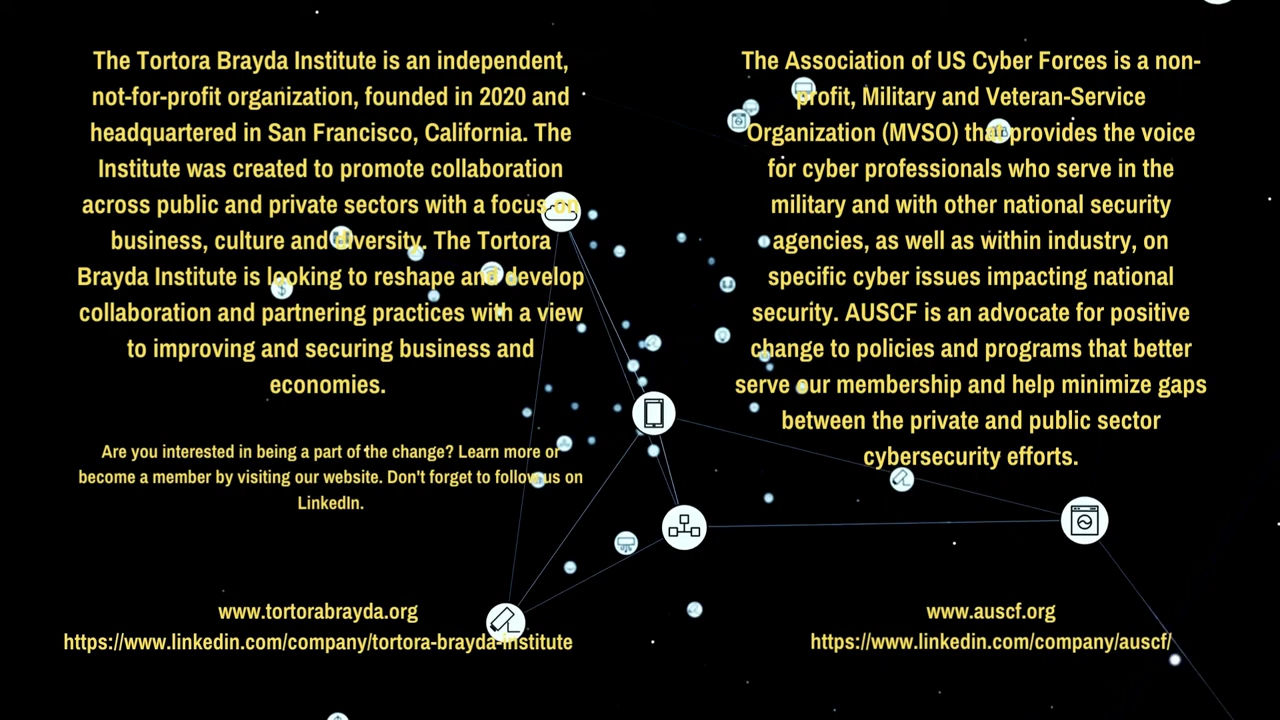 The Tortora Brayda Institute is an independent,
not-for-profit organization, founded in 2020 and
headquartered in San Francisco, California. The
Institute was created to promote collaboration
across public and private sectors with a focus on
business, culture and diversity. The Tortora
Brayda Institute is looking to reshape and develop
collaboration and partnering practices with a view
to improving and securing business and
economies.
Are you interested in being a part of the change? Learn more or
become a member by visiting our website. Don't forget to follow us on
LinkedIn.
www.tortorabrayda.org
https://www.linkedin.com/company/tortora-brayda-institute
The Association of US Cyber Forces is a non-
profit, Military and Veteran-Service
Organization (MVSO) that provides the voice
for cyber professionals who serve in the
military and with other national security
agencies, as well as within industry, on
specific cyber issues impacting national
security. AUSCF is an advocate for positive
change to policies and programs that better
serve our membership and help minimize gaps
between the private and public sector
cybersecurity efforts.
www.auscf.org
https://www.linkedin.com/company/auscf/